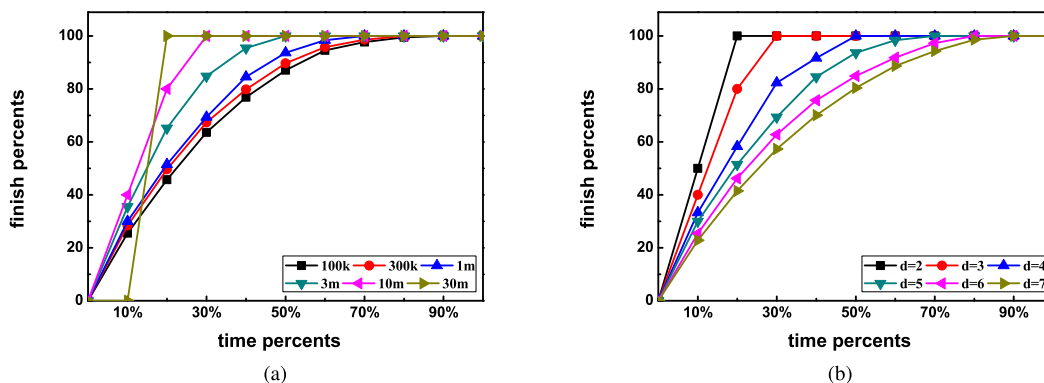 100
80
60
40
20
0
finish percents
10% 30% 50% 70% 90%
time percents
100k 300k 1m
3m 10m 30m
(a)
100
80
60
40
20
0
finish percents
10% 30% 50% 70% 90%
time percents
d=2 d=3 d=4
d=5 d=6 d=7
(b)